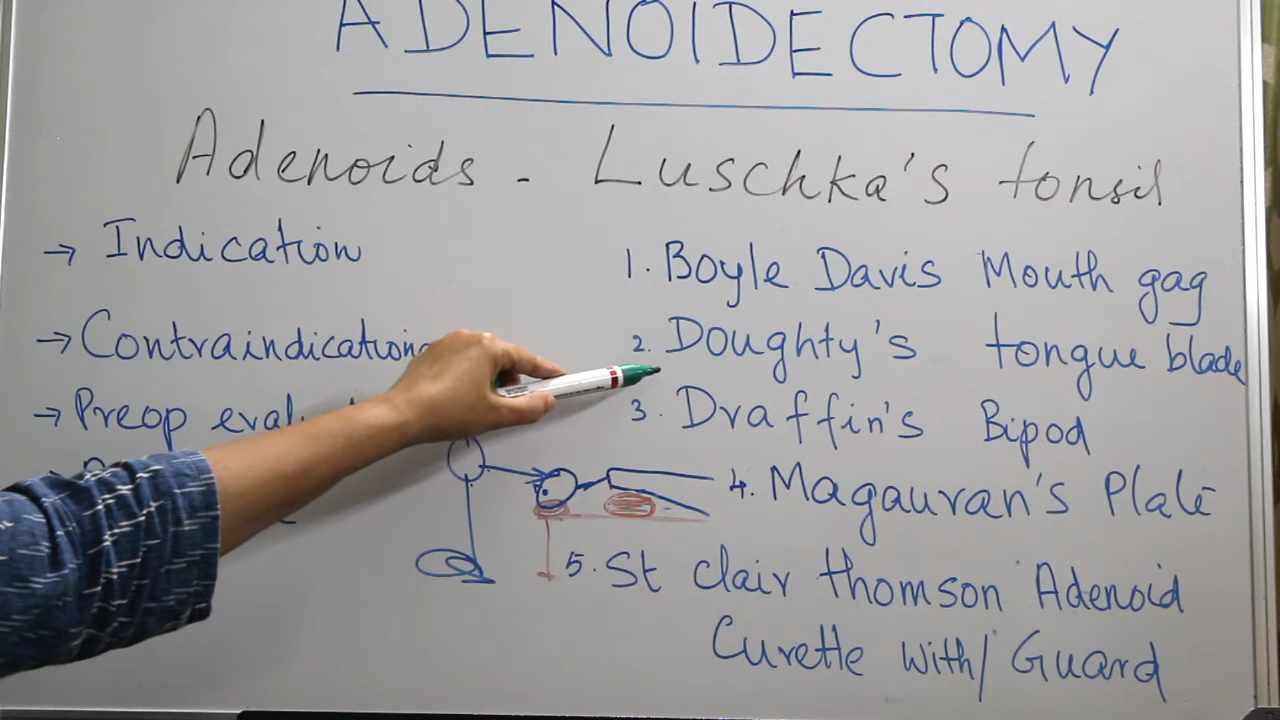 ADENOIDECTOMY
Adenoids - Luschka's tonsil
→ Indication
→ Contraindication
→ Preop
1. Boyle Davis Mouth gag
2. Doughty's tongue blade
3. Draffin's Bipod
4. Magauran's Plate
5. St clair thomson Adenoid
Curette with/ Guard